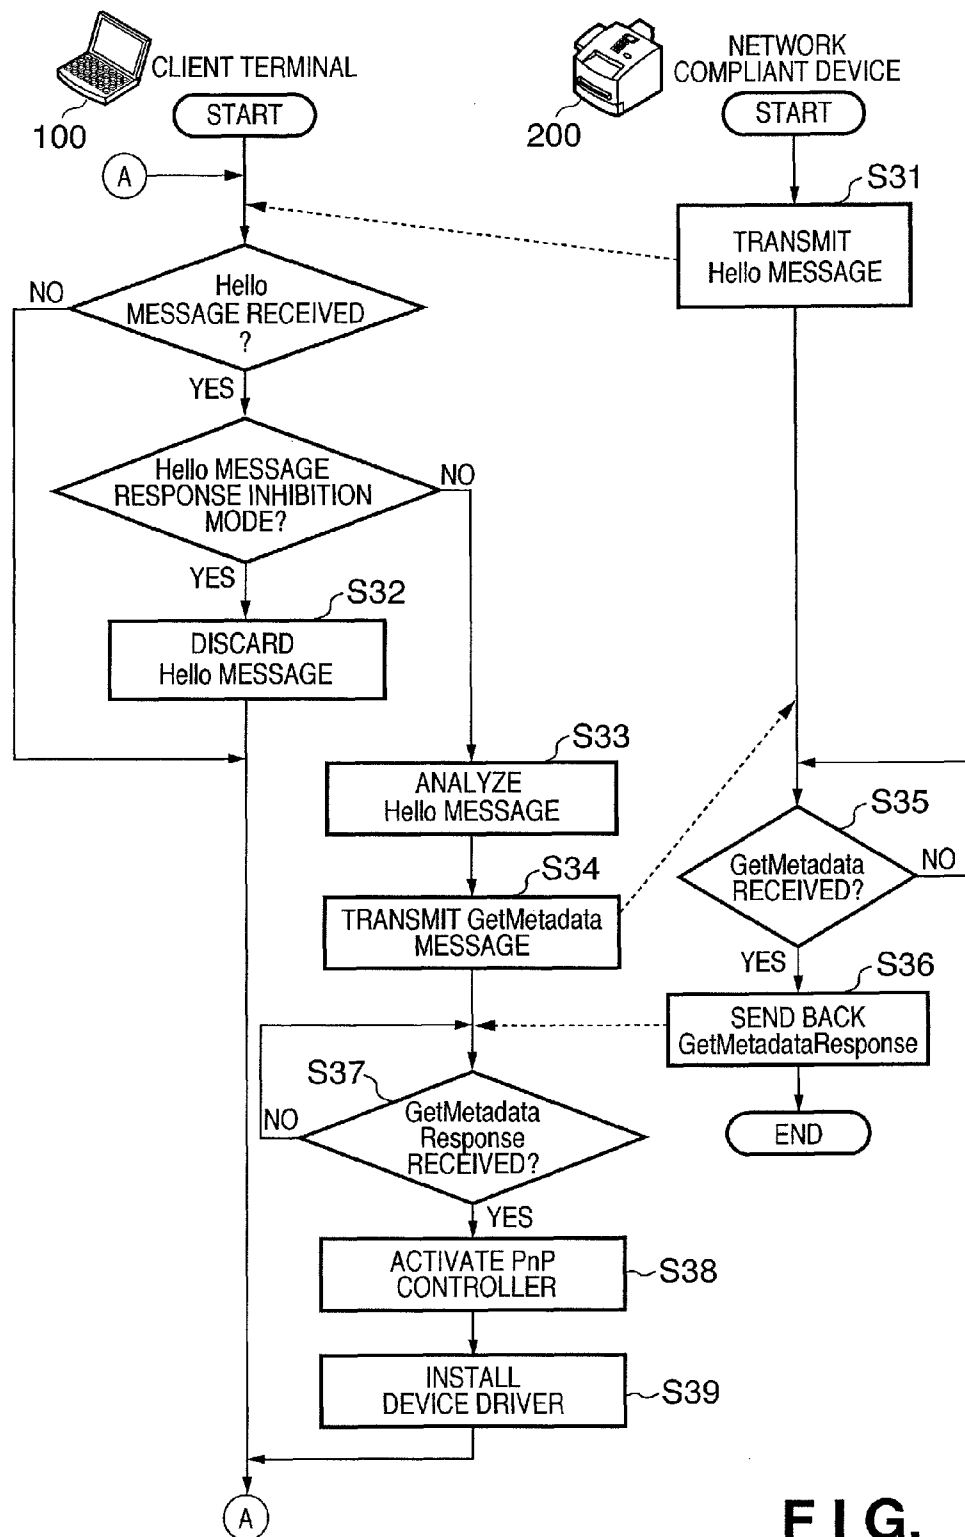 CLIENT TERMINAL
100
START
A
NETWORK
COMPLIANT DEVICE
200
START
S31
TRANSMIT
Hello MESSAGE
Hello
MESSAGE RECEIVED
?
NO
YES
Hello MESSAGE
RESPONSE INHIBITION
MODE?
NO
YES
S32
DISCARD
Hello MESSAGE
S33
ANALYZE
Hello MESSAGE
S34
TRANSMIT GetMetadata
MESSAGE
S35
GetMetadata
RECEIVED?
NO
YES
S36
SEND BACK
GetMetadataResponse
END
S37
GetMetadata
Response
RECEIVED?
NO
YES
ACTIVATE PnP
CONTROLLER
S38
INSTALL
DEVICE DRIVER
S39
A
FIG.